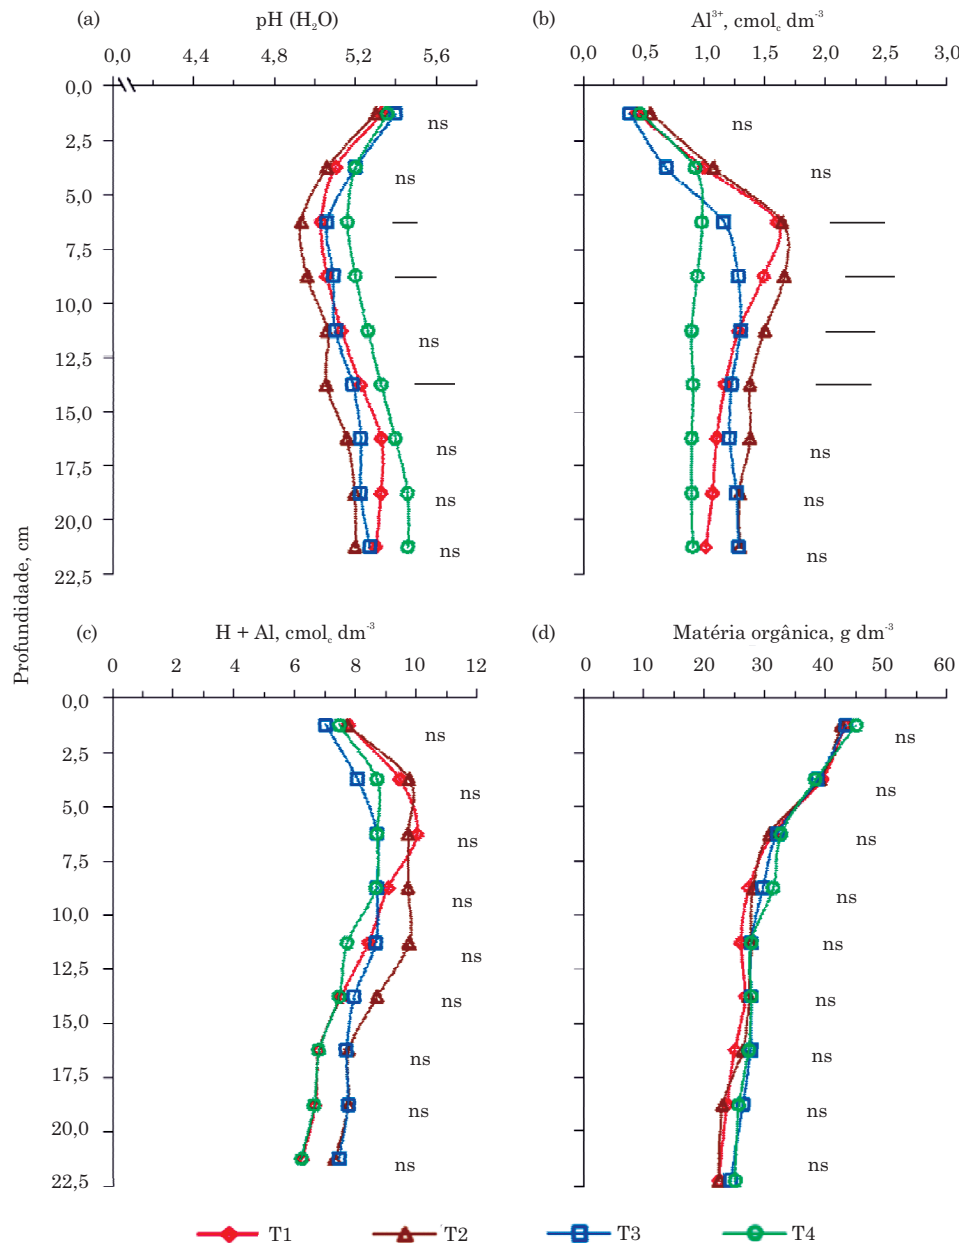 (a) pH (H₂O)
0,0 4,4 4,8 5,2 5,6
0,0
2,5
5,0
7,5
10,0
12,5
15,0
17,5
20,0
22,5
ns
ns
ns
ns
ns
ns
(b) Al³⁺, cmol꜀ dm⁻³
0,0 0,5 1,0 1,5 2,0 2,5 3,0
ns
ns
ns
ns
ns
Profundidade, cm
(c) H + Al, cmol꜀ dm⁻³
0 2 4 6 8 10 12
0,0
2,5
5,0
7,5
10,0
12,5
15,0
17,5
20,0
22,5
ns
ns
ns
ns
ns
ns
ns
ns
ns
(d) Matéria orgânica, g dm⁻³
0 10 20 30 40 50 60
ns
ns
ns
ns
ns
ns
ns
ns
ns
T1 T2 T3 T4